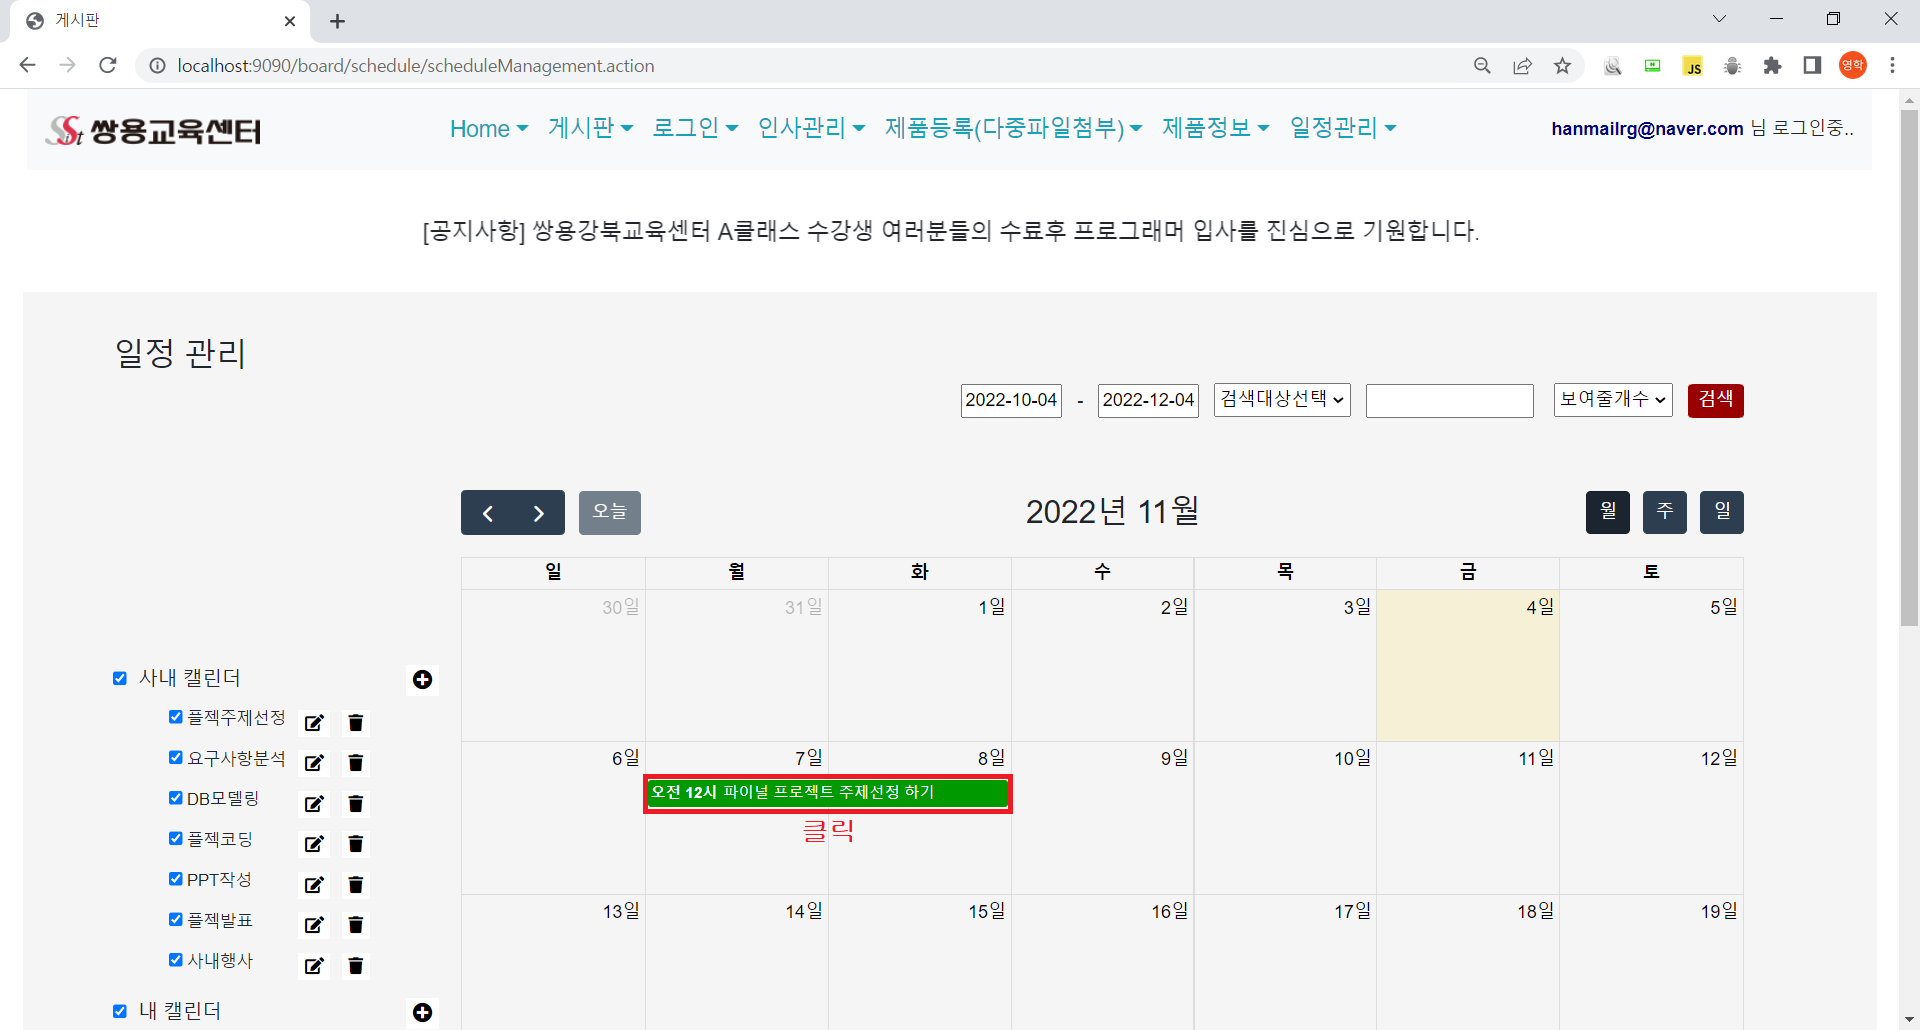 게시판
localhost:9090/board/schedule/scheduleManagement.action
JS
영학
Sist 쌍용교육센터
Home 게시판 로그인 인사관리 제품등록(다중파일첨부) 제품정보 일정관리
hanmailrg@naver.com 님 로그인중..
[공지사항] 쌍용강북교육센터 A클래스 수강생 여러분들의 수료후 프로그래머 입사를 진심으로 기원합니다.
일정 관리
2022-10-04 - 2022-12-04 검색대상선택 보여줄개수 검색
오늘 2022년 11월 월 주 일
일 월 화 수 목 금 토
30일 31일 1일 2일 3일 4일 5일
사내 캘린더
플젝주제선정
요구사항분석
6일 7일 8일 9일 10일 11일 12일
DB모델링
오전 12시 파이널 프로젝트 주제선정 하기
클릭
플젝코딩
PPT작성
13일 14일 15일 16일 17일 18일 19일
플젝발표
사내행사
내 캘린더